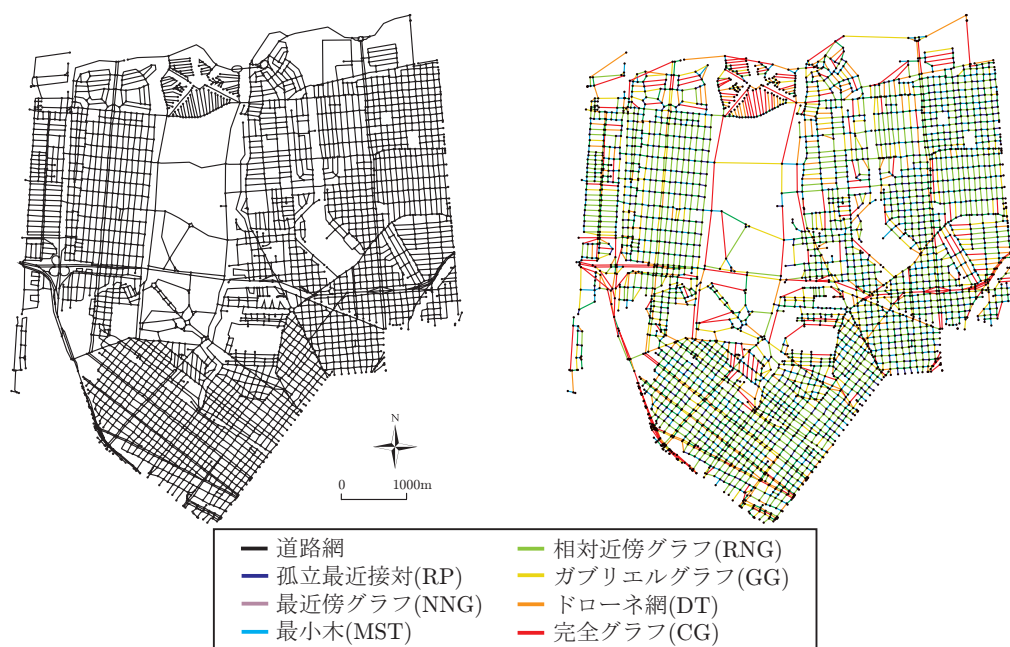 N
0 1000m
道路網
孤立最近接対(RP)
最近傍グラフ(NNG)
最小木(MST)
相対近傍グラフ(RNG)
ガブリエルグラフ(GG)
ドローネ網(DT)
完全グラフ(CG)